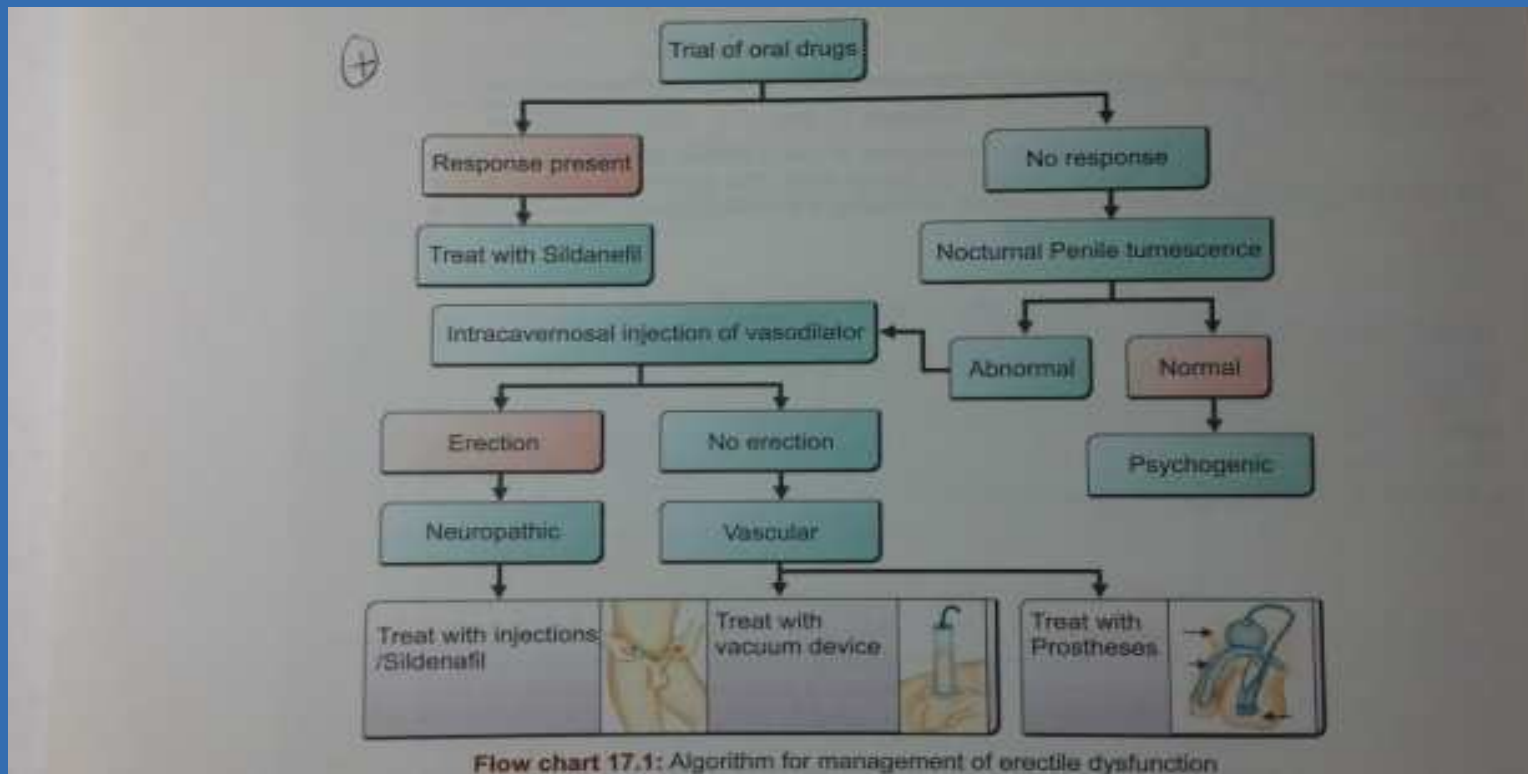 +
Trial of oral drugs
Response present
No response
Treat with Sildanefil
Nocturnal Penile tumescence
Intracavernosal injection of vasodilator
Abnormal
Normal
Erection
No erection
Psychogenic
Neuropathic
Vascular
Treat with injections
/Sildenafil
Treat with
vacuum device
Treat with
Prostheses
Flow chart 17.1: Algorithm for management of erectile dysfunction